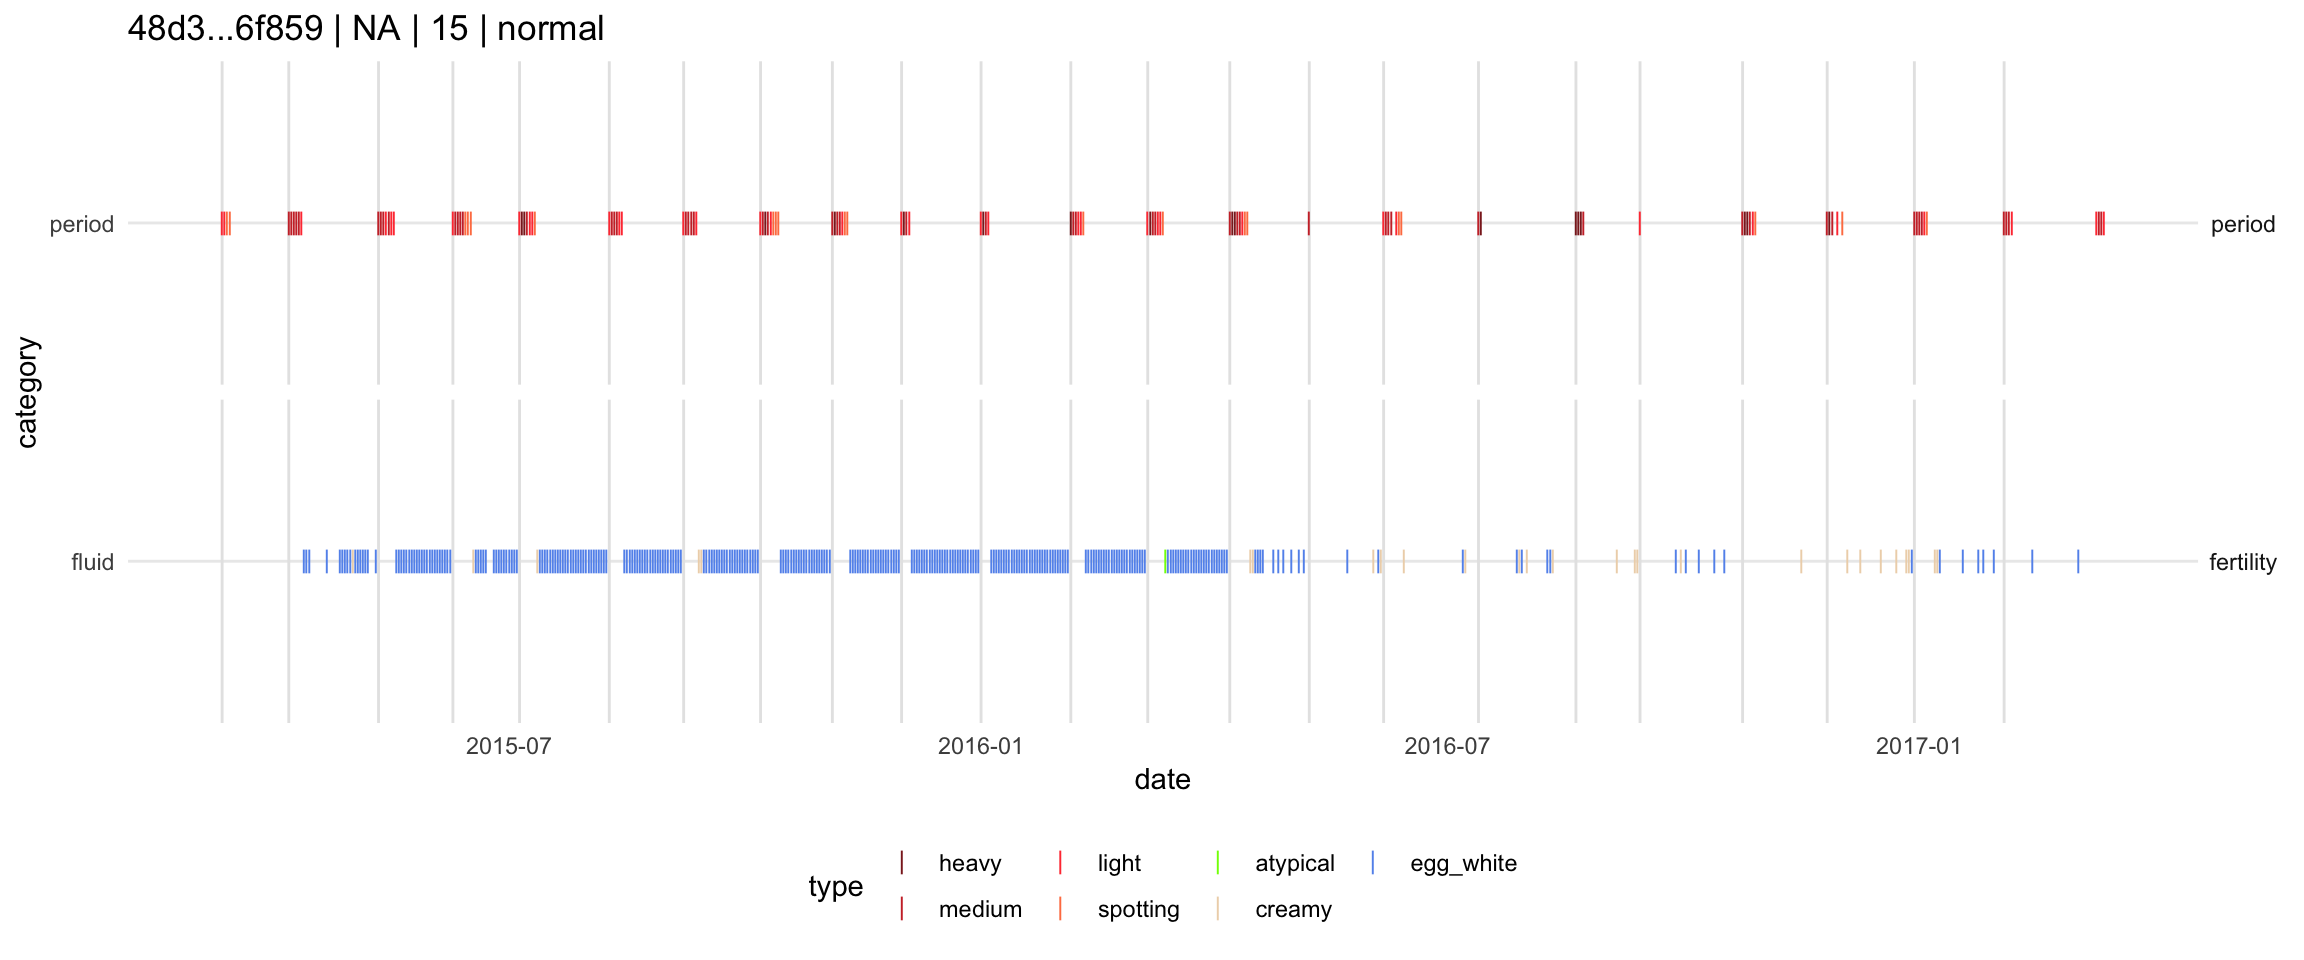 48d3...6f859 | NA | 15 | normal
category
period
period
fluid
fertility
2015-07 2016-01 2016-07 2017-01
date
type
heavy light atypical egg_white
medium spotting creamy